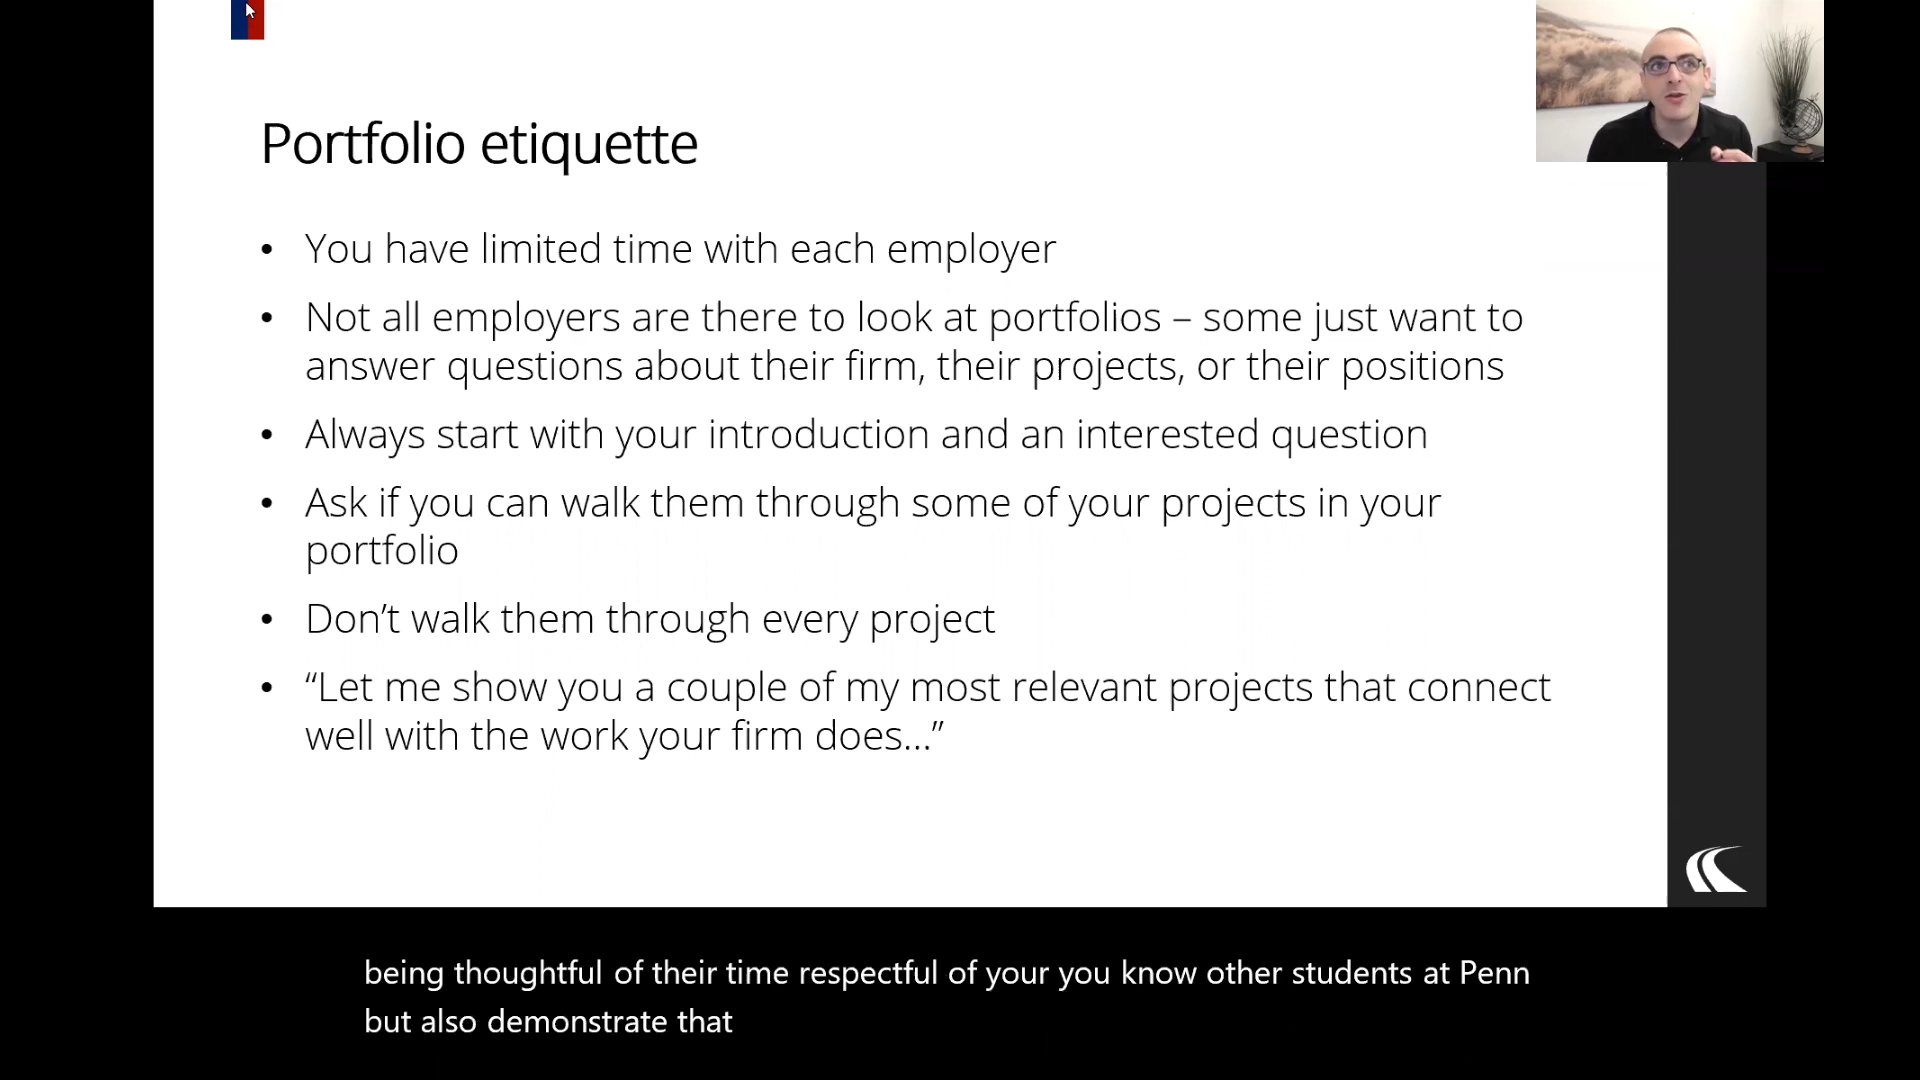 Portfolio etiquette
• You have limited time with each employer
• Not all employers are there to look at portfolios – some just want to
answer questions about their firm, their projects, or their positions
• Always start with your introduction and an interested question
• Ask if you can walk them through some of your projects in your
portfolio
• Don’t walk them through every project
• “Let me show you a couple of my most relevant projects that connect
well with the work your firm does…”
being thoughtful of their time respectful of your you know other students at Penn
but also demonstrate that